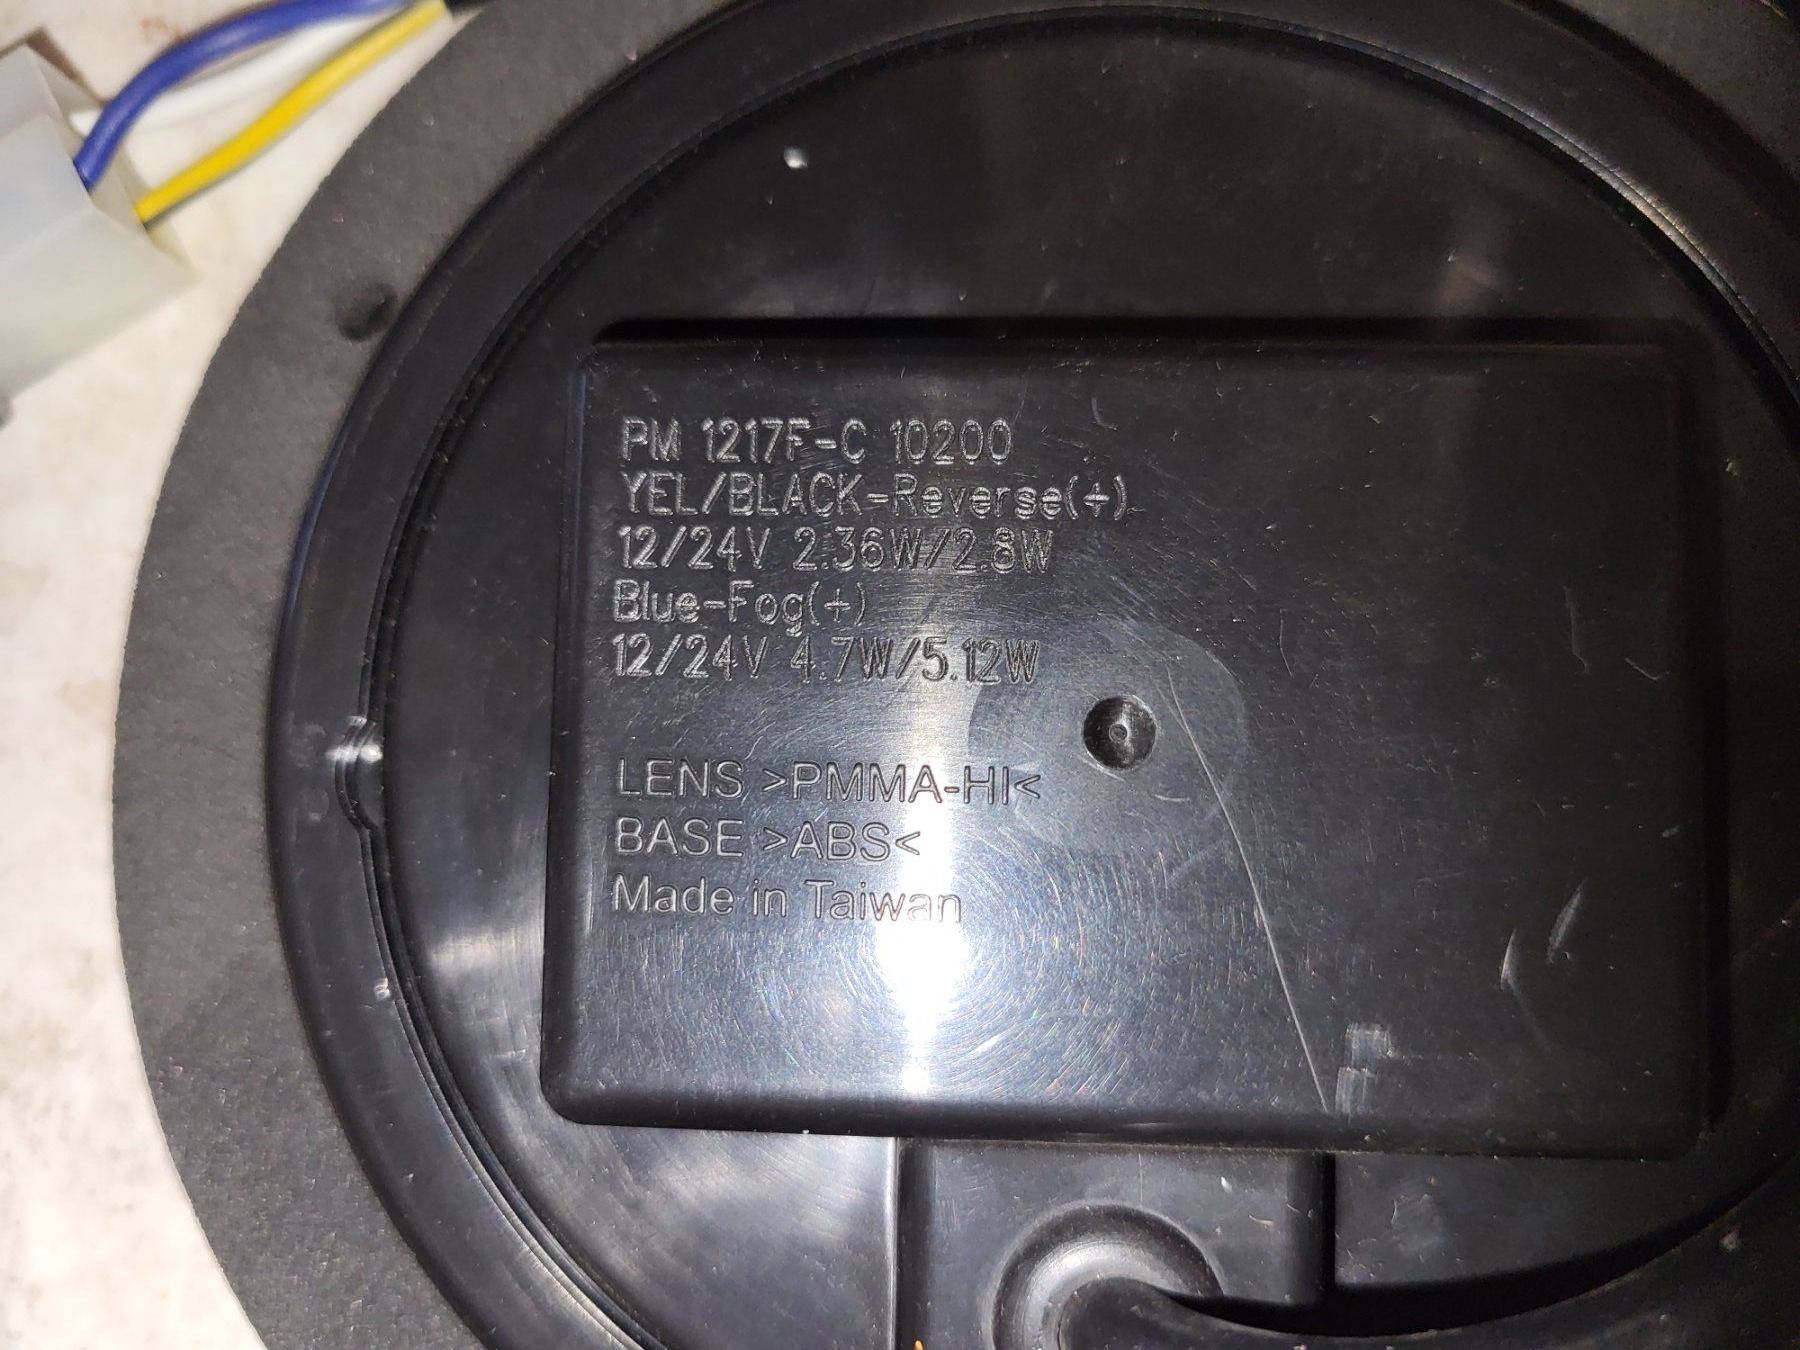 PM 1217F-C 10200
YEL/BLACK-Reverse(+)
12/24V 2.36W/2.8W
Blue-Fog(+)
12/24V 4.7W/5.12W
LENS >PMMA-HI<
BASE >ABS<
Made in Taiwan